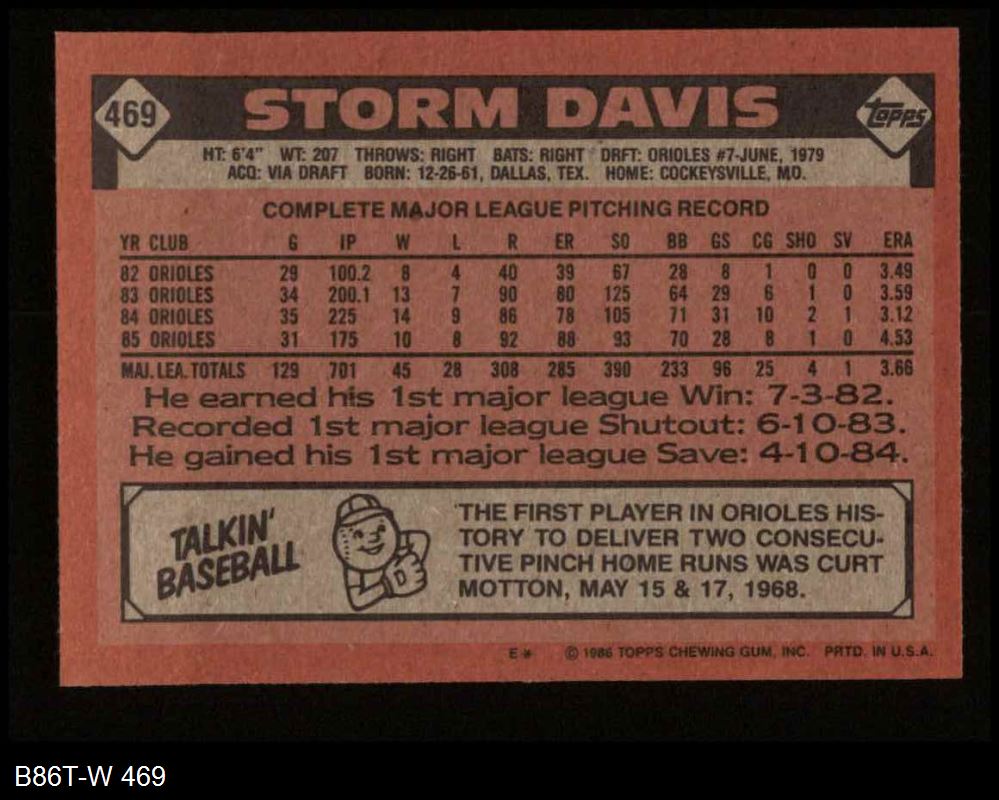 469 STORM DAVIS topps
HT: 6'4" WT: 207 THROWS: RIGHT BATS: RIGHT DRFT: ORIOLES #7-JUNE, 1979
ACQ: VIA DRAFT BORN: 12-26-61, DALLAS, TEX. HOME: COCKEYSVILLE, MO.
COMPLETE MAJOR LEAGUE PITCHING RECORD
YR CLUB G IP W L R ER SO BB GS CG SHO SV ERA
82 ORIOLES 29 100.2 8 4 40 39 67 28 8 1 0 0 3.49
83 ORIOLES 34 200.1 13 7 90 80 125 64 29 6 1 0 3.59
84 ORIOLES 35 225 14 9 86 78 105 71 31 10 2 1 3.12
85 ORIOLES 31 175 10 8 92 88 93 70 28 8 1 0 4.53
MAJ. LEA. TOTALS 129 701 45 28 308 285 390 233 96 25 4 1 3.66
He earned his 1st major league Win: 7-3-82.
Recorded 1st major league Shutout: 6-10-83.
He gained his 1st major league Save: 4-10-84.
TALKIN'
BASEBALL
THE FIRST PLAYER IN ORIOLES HIS-
TORY TO DELIVER TWO CONSECU-
TIVE PINCH HOME RUNS WAS CURT
MOTTON, MAY 15 & 17, 1968.
E* © 1986 TOPPS CHEWING GUM, INC. PRTD. IN U.S.A.
B86T-W 469